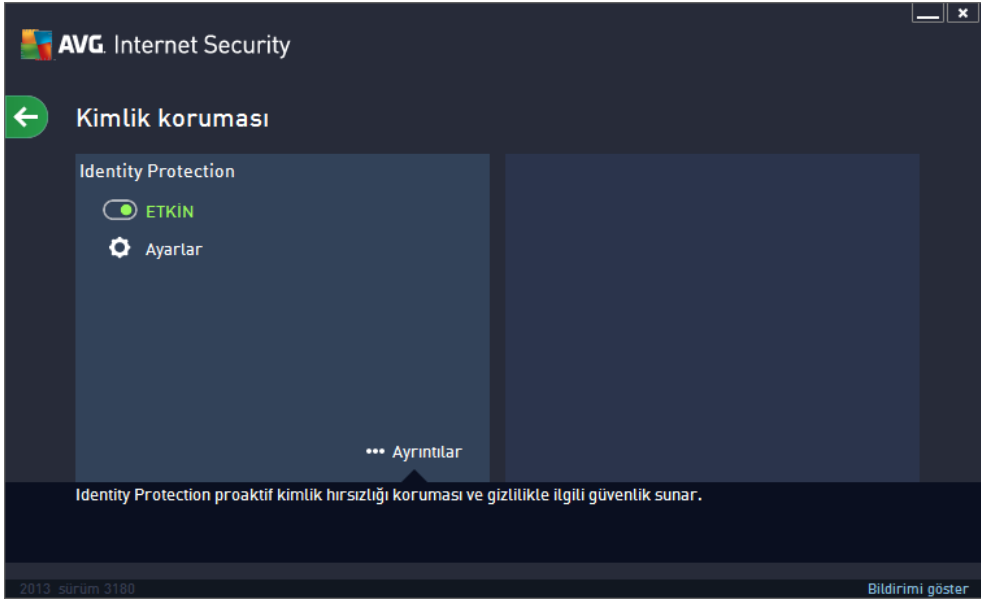 AVG. Internet Security
Kimlik koruması
Identity Protection
ETKİN
Ayarlar
••• Ayrıntılar
Identity Protection proaktif kimlik hırsızlığı koruması ve gizlilikle ilgili güvenlik sunar.
2013 sürüm 3180
Bildirimi göster